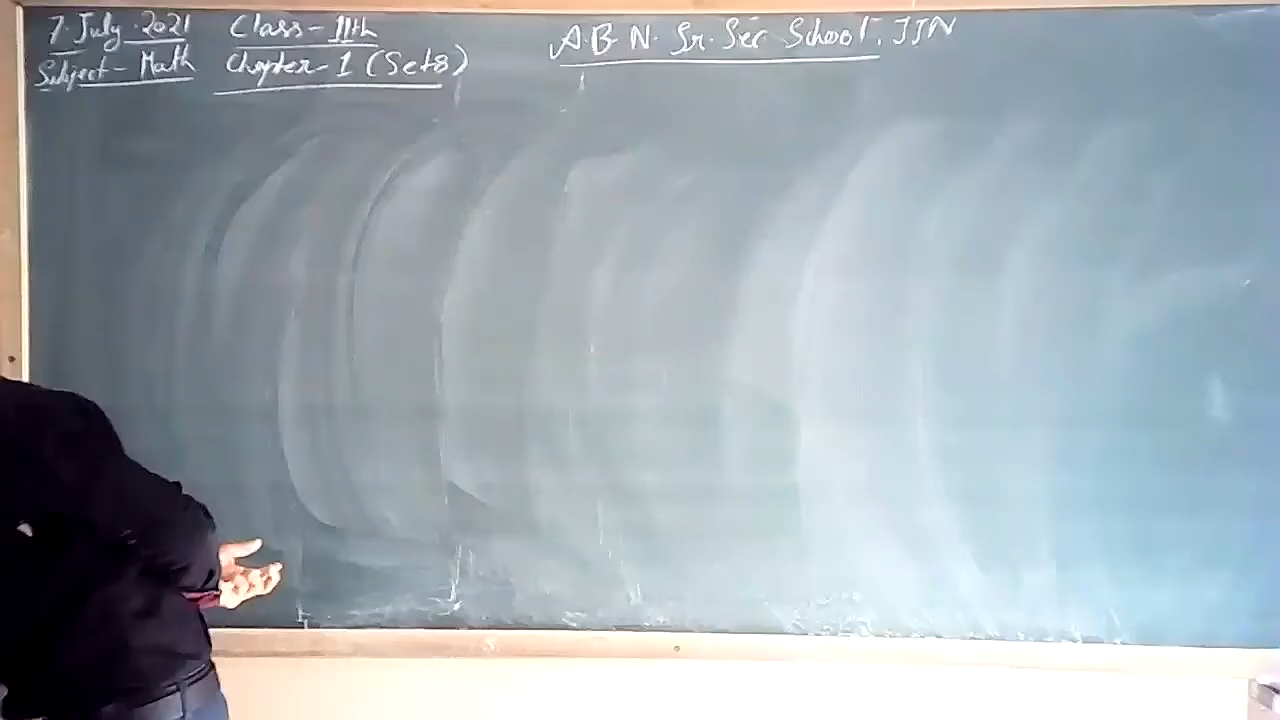 7. July. 2021 Class- 11th
A. B. N. Sr. Sec School, JJN
Subject- Math Chapter-1 (Sets)